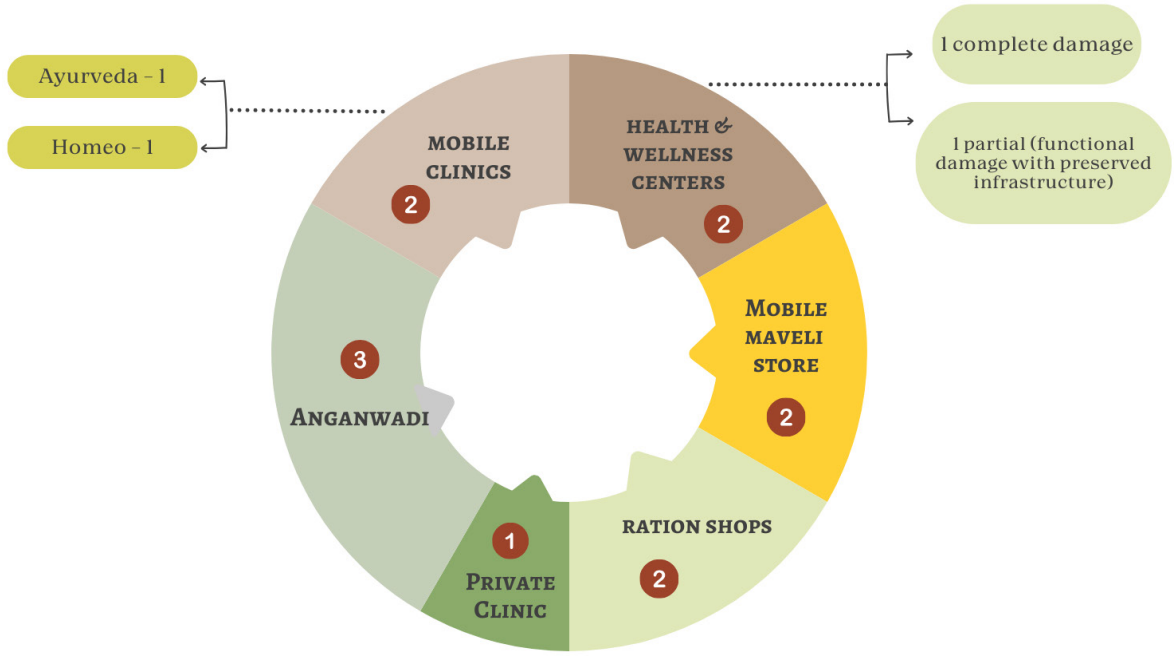 Ayurveda – 1
Homeo – 1
MOBILE
CLINICS
2
HEALTH &
WELLNESS
CENTERS
2
1 complete damage
1 partial (functional
damage with preserved
infrastructure)
MOBILE
MAVELI
STORE
2
RATION SHOPS
2
1
PRIVATE
CLINIC
3
ANGANWADI